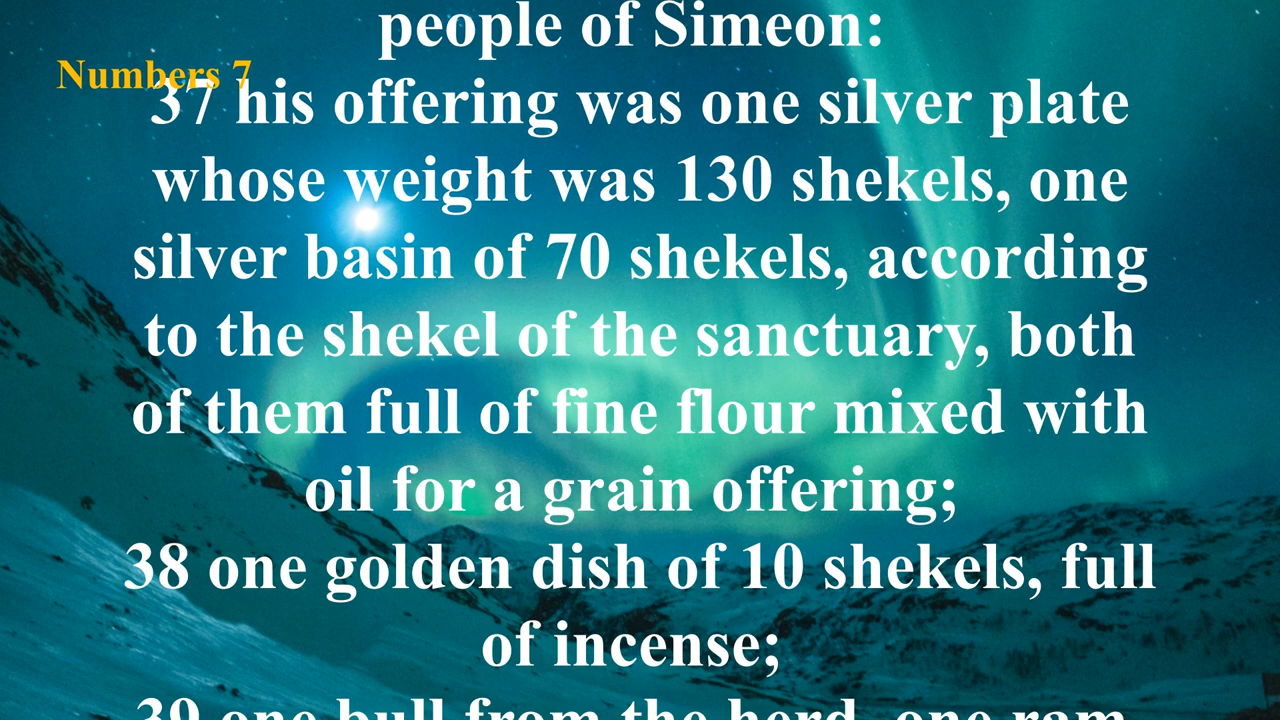 people of Simeon:
Numbers 7
37 his offering was one silver plate
whose weight was 130 shekels, one
silver basin of 70 shekels, according
to the shekel of the sanctuary, both
of them full of fine flour mixed with
oil for a grain offering;
38 one golden dish of 10 shekels, full
of incense;
39 one bull from the herd, one ram